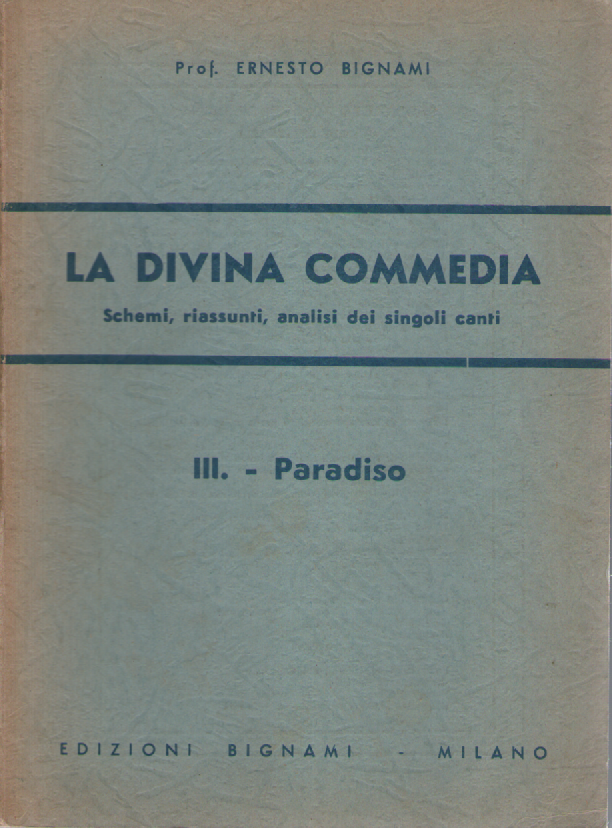 Prof. ERNESTO BIGNAMI
LA DIVINA COMMEDIA
Schemi, riassunti, analisi dei singoli canti
III. - Paradiso
EDIZIONI BIGNAMI - MILANO